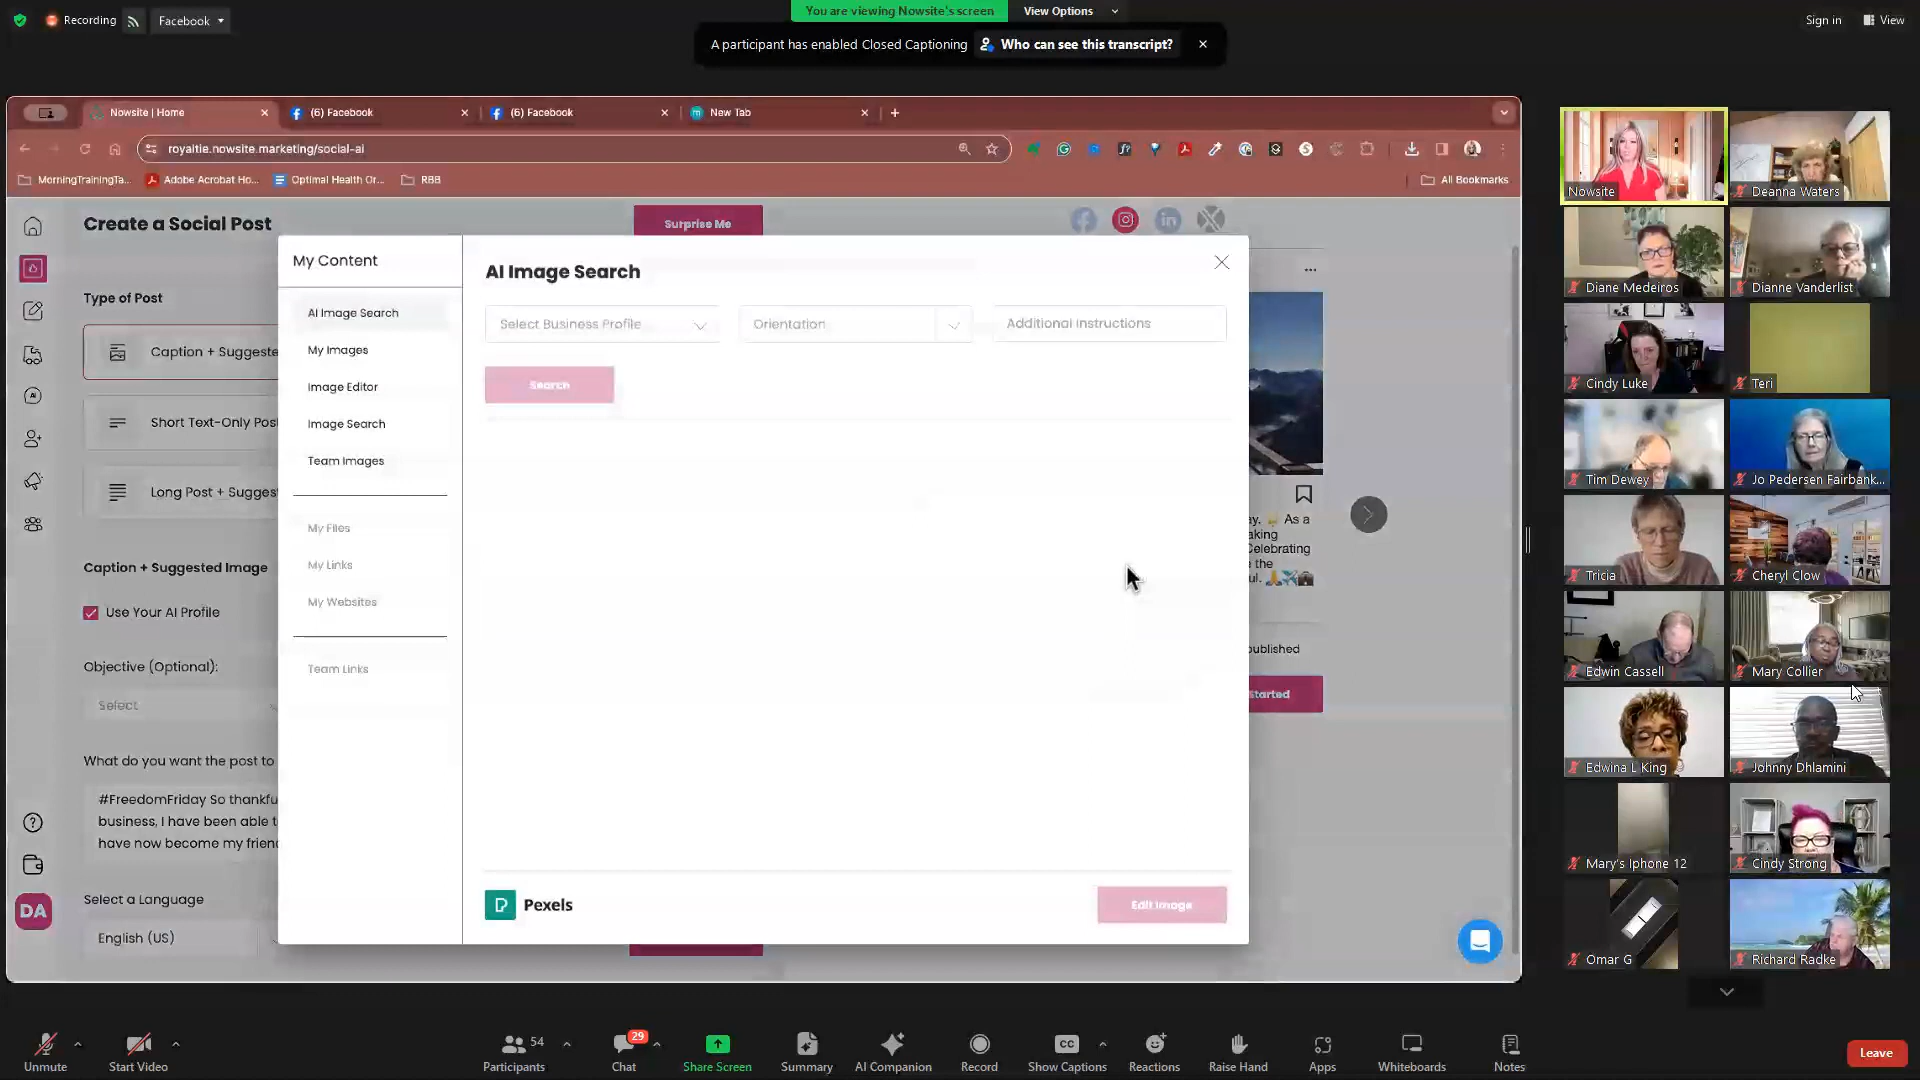 Recording
Facebook
You are viewing Nowsite's screen
View Options
Sign in
View
A participant has enabled Closed Captioning
Who can see this transcript?
Nowsite | Home
(6) Facebook
(6) Facebook
New Tab
royaltie.nowsite.marketing/social-ai
MorningTrainingTa...
Adobe Acrobat Ho...
Optimal Health Or...
RBB
All Bookmarks
Create a Social Post
Surprise Me
Type of Post
Caption + Suggeste
Short Text-Only Pos
Long Post + Suggest
Caption + Suggested Image
Use Your AI Profile
Objective (Optional):
Select
What do you want the post to
#FreedomFriday So thankfu
business, I have been able t
have now become my friend
Select a Language
English (US)
DA
My Content
AI Image Search
My Images
Image Editor
Image Search
Team Images
My Files
My Links
My Websites
Team Links
AI Image Search
Select Business Profile
Orientation
Additional Instructions
Search
Pexels
Edit Image
ay. As a
aking
Celebrating
e the
ul.
published
Started
Nowsite
Deanna Waters
Diane Medeiros
Dianne Vanderlist
Cindy Luke
Teri
Tim Dewey
Jo Pedersen Fairbank...
Tricia
Cheryl Clow
Edwin Cassell
Mary Collier
Edwina L King
Johnny Dhlamini
Mary's Iphone 12
Cindy Strong
Omar G
Richard Radke
Unmute
Start Video
54
Participants
29
Chat
Share Screen
Summary
AI Companion
Record
CC
Show Captions
Reactions
Raise Hand
Apps
Whiteboards
Notes
Leave